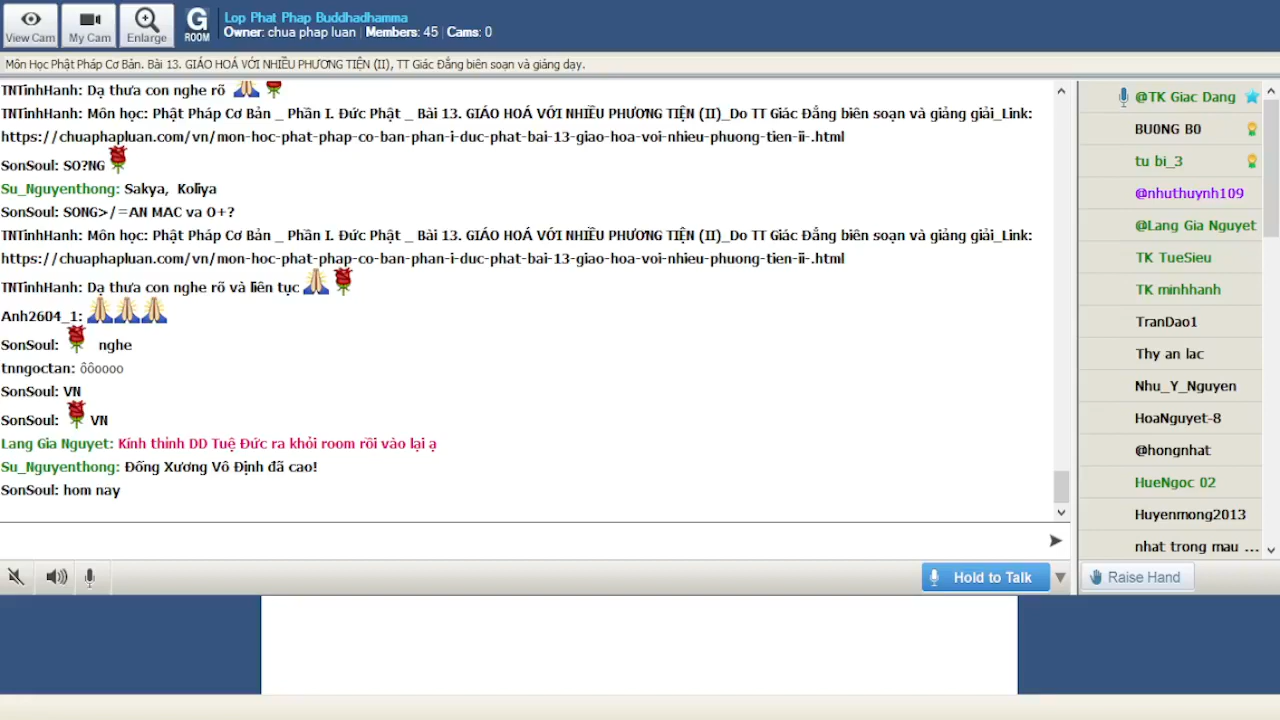 View Cam
My Cam
Enlarge
G
ROOM
Lop Phat Phap Buddhadhamma
Owner: chua phap luan | Members: 45 | Cams: 0
Môn Học Phật Pháp Cơ Bản. Bài 13. GIÁO HOÁ VỚI NHIỀU PHƯƠNG TIỆN (II), TT Giác Đẳng biên soạn và giảng dạy.
TNTinhHanh: Dạ thưa con nghe rõ
TNTinhHanh: Môn học: Phật Pháp Cơ Bản _ Phần I. Đức Phật _ Bài 13. GIÁO HOÁ VỚI NHIỀU PHƯƠNG TIỆN (II)_Do TT Giác Đẳng biên soạn và giảng giải_Link:
https://chuaphapluan.com/vn/mon-hoc-phat-phap-co-ban-phan-i-duc-phat-bai-13-giao-hoa-voi-nhieu-phuong-tien-ii-.html
SonSoul: SO?NG
Su_Nguyenthong: Sakya, Koliya
SonSoul: SONG>/=AN MAC va O+?
TNTinhHanh: Môn học: Phật Pháp Cơ Bản _ Phần I. Đức Phật _ Bài 13. GIÁO HOÁ VỚI NHIỀU PHƯƠNG TIỆN (II)_Do TT Giác Đẳng biên soạn và giảng giải_Link:
https://chuaphapluan.com/vn/mon-hoc-phat-phap-co-ban-phan-i-duc-phat-bai-13-giao-hoa-voi-nhieu-phuong-tien-ii-.html
TNTinhHanh: Dạ thưa con nghe rõ và liên tục
Anh2604_1:
SonSoul: nghe
tnngoctan: ôôoooo
SonSoul: VN
SonSoul: VN
Lang Gia Nguyet: Kính thỉnh DD Tuệ Đức ra khỏi room rồi vào lại ạ
Su_Nguyenthong: Đống Xương Vô Định đã cao!
SonSoul: hom nay
Hold to Talk
@TK Giac Dang
BU0NG B0
tu bi_3
@nhuthuynh109
@Lang Gia Nguyet
TK TueSieu
TK minhhanh
TranDao1
Thy an lac
Nhu_Y_Nguyen
HoaNguyet-8
@hongnhat
HueNgoc 02
Huyenmong2013
nhat trong mau ...
Raise Hand